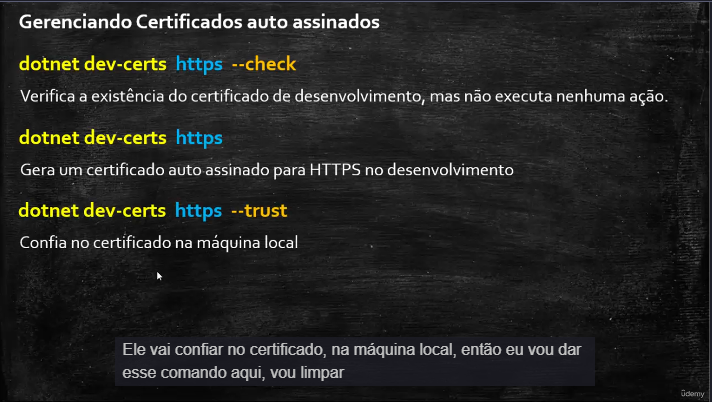 Gerenciando Certificados auto assinados
dotnet dev-certs https --check
Verifica a existência do certificado de desenvolvimento, mas não executa nenhuma ação.
dotnet dev-certs https
Gera um certificado auto assinado para HTTPS no desenvolvimento
dotnet dev-certs https --trust
Confia no certificado na máquina local
Ele vai confiar no certificado, na máquina local, então eu vou dar
esse comando aqui, vou limpar
ûdemy